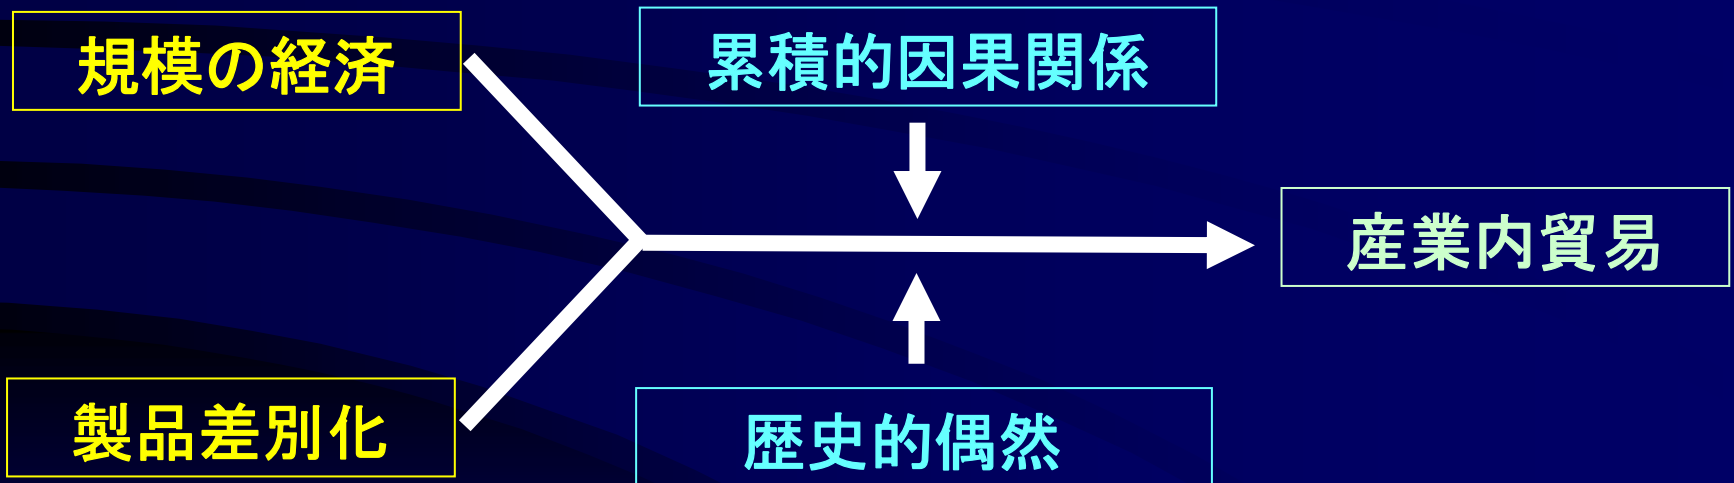 規模の経済
累積的因果関係
産業内貿易
製品差別化
歴史的偶然